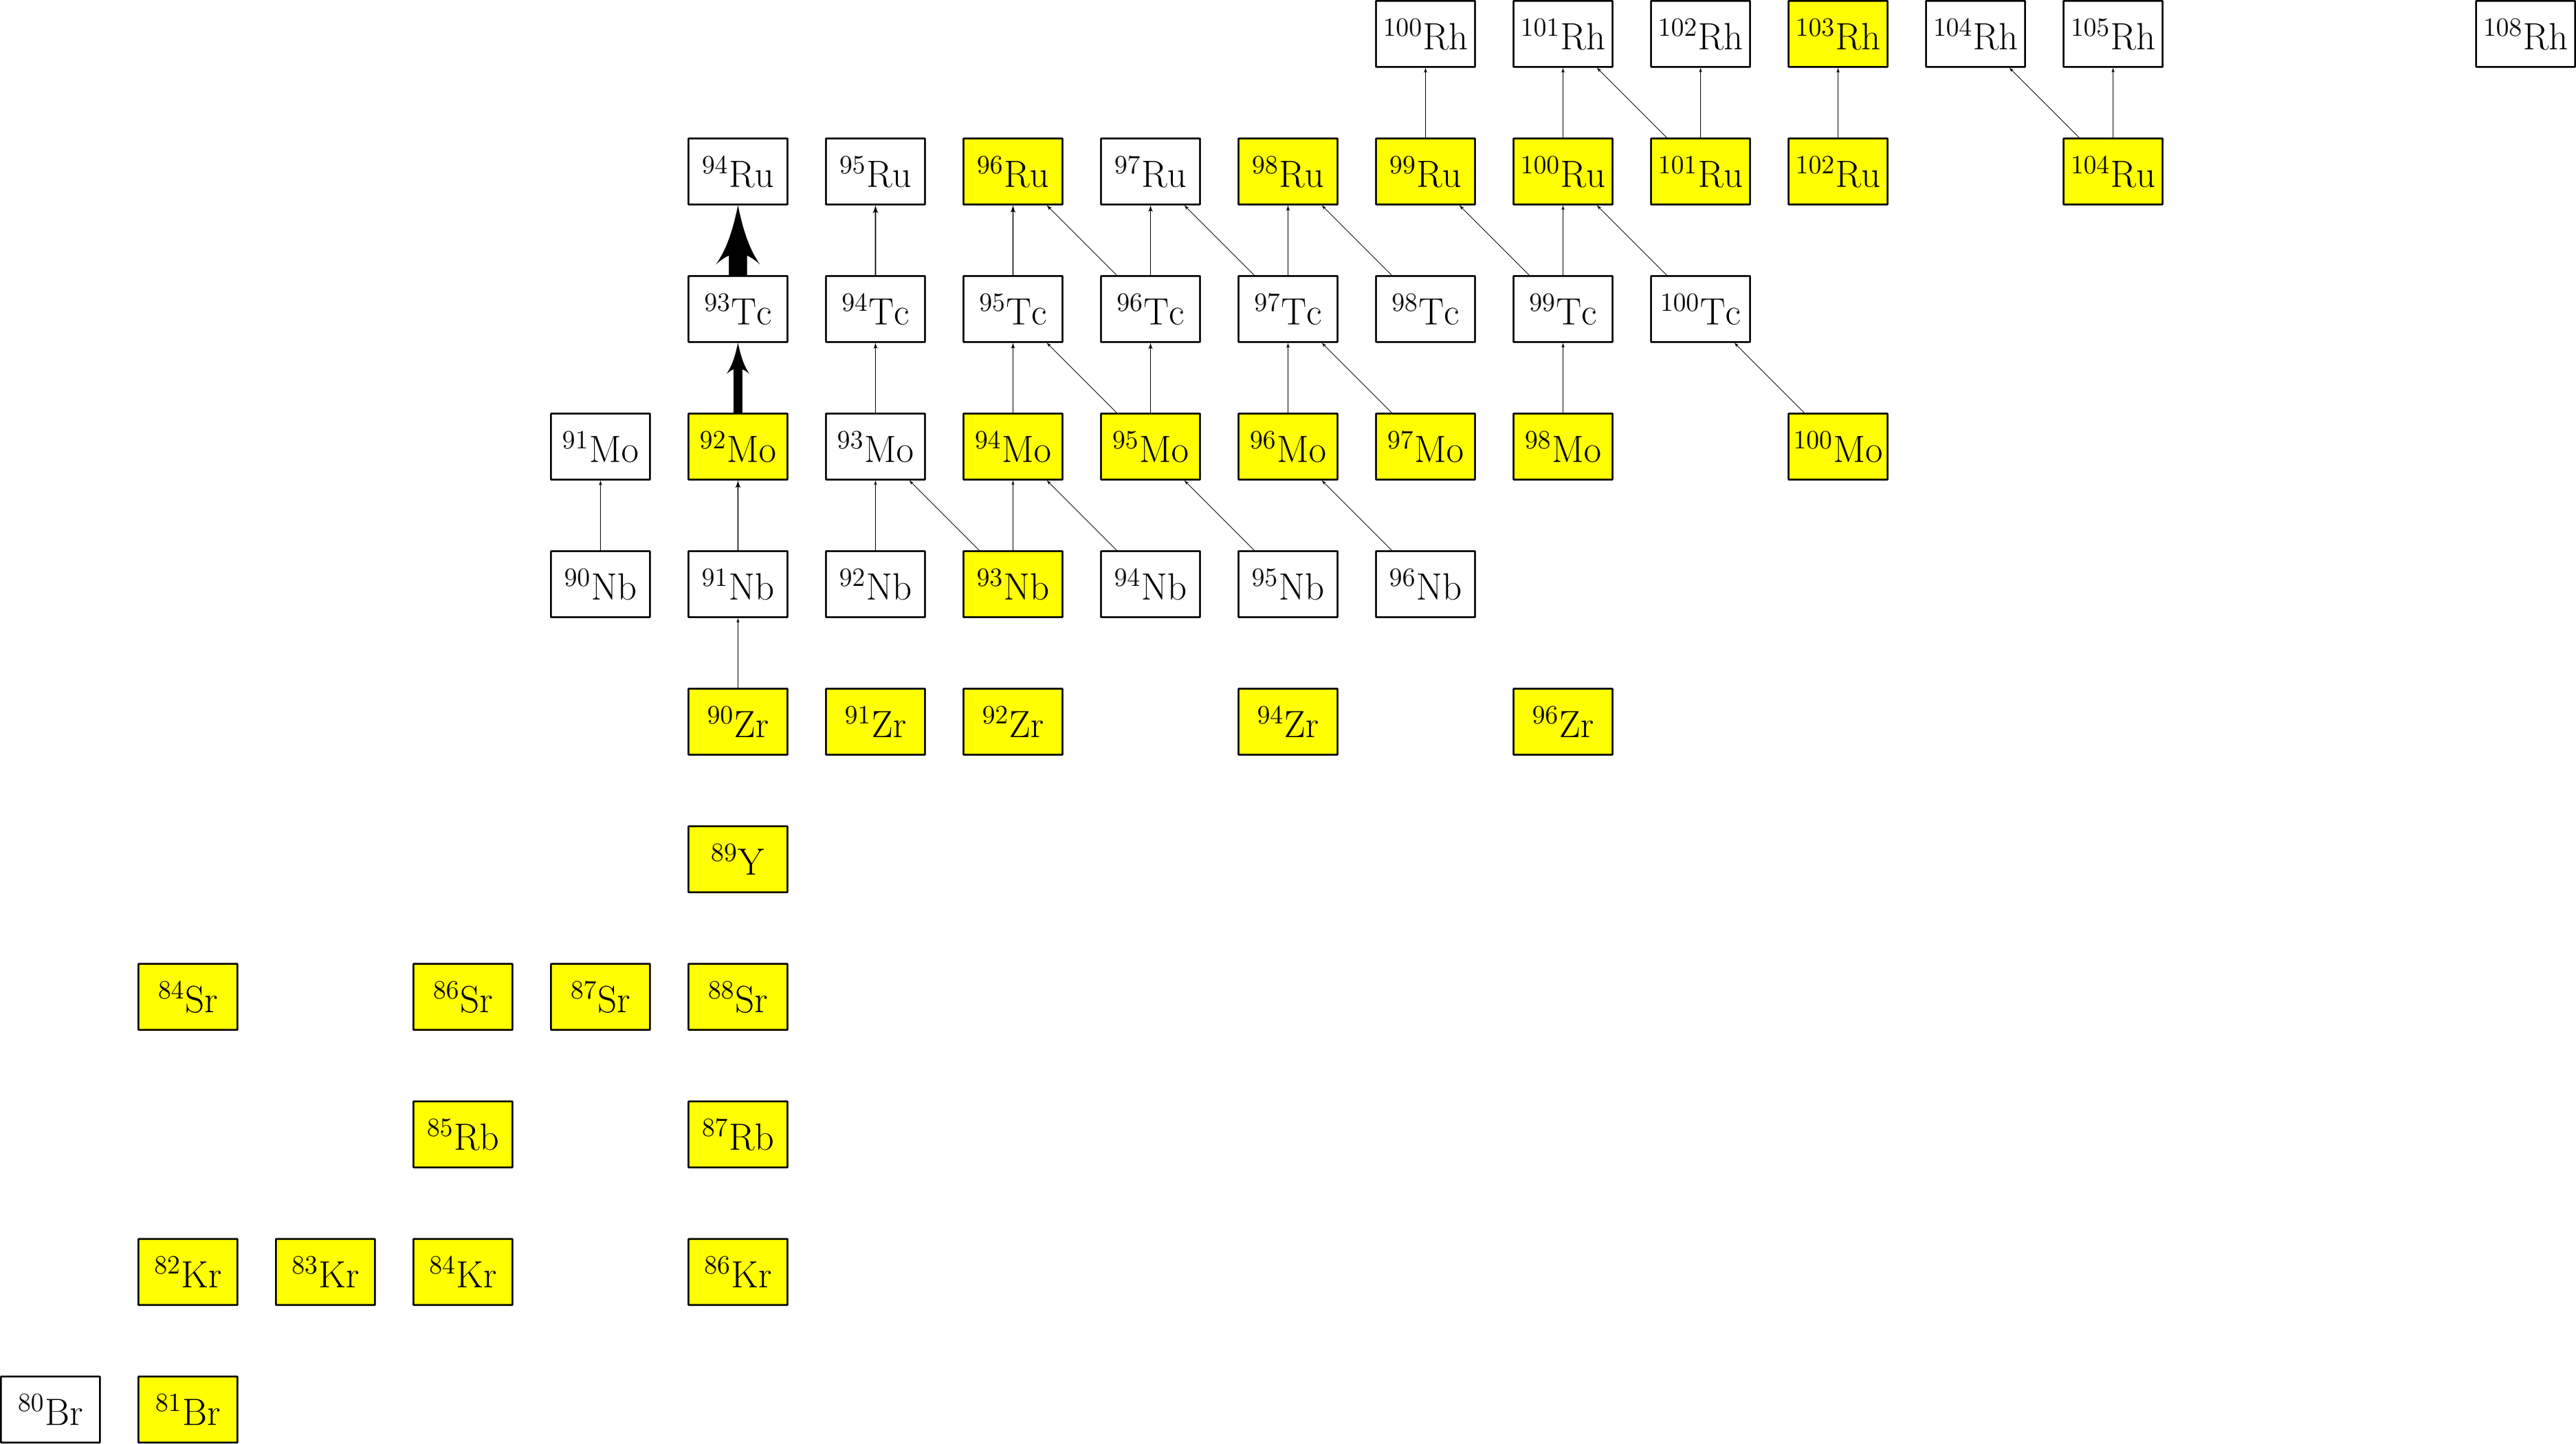 ¹⁰⁰Rh ¹⁰¹Rh ¹⁰²Rh ¹⁰³Rh ¹⁰⁴Rh ¹⁰⁵Rh ¹⁰⁸Rh
⁹⁴Ru ⁹⁵Ru ⁹⁶Ru ⁹⁷Ru ⁹⁸Ru ⁹⁹Ru ¹⁰⁰Ru ¹⁰¹Ru ¹⁰²Ru ¹⁰⁴Ru
⁹³Tc ⁹⁴Tc ⁹⁵Tc ⁹⁶Tc ⁹⁷Tc ⁹⁸Tc ⁹⁹Tc ¹⁰⁰Tc
⁹¹Mo ⁹²Mo ⁹³Mo ⁹⁴Mo ⁹⁵Mo ⁹⁶Mo ⁹⁷Mo ⁹⁸Mo ¹⁰⁰Mo
⁹⁰Nb ⁹¹Nb ⁹²Nb ⁹³Nb ⁹⁴Nb ⁹⁵Nb ⁹⁶Nb
⁹⁰Zr ⁹¹Zr ⁹²Zr ⁹⁴Zr ⁹⁶Zr
⁸⁹Y
⁸⁴Sr ⁸⁶Sr ⁸⁷Sr ⁸⁸Sr
⁸⁵Rb ⁸⁷Rb
⁸²Kr ⁸³Kr ⁸⁴Kr ⁸⁶Kr
⁸⁰Br ⁸¹Br